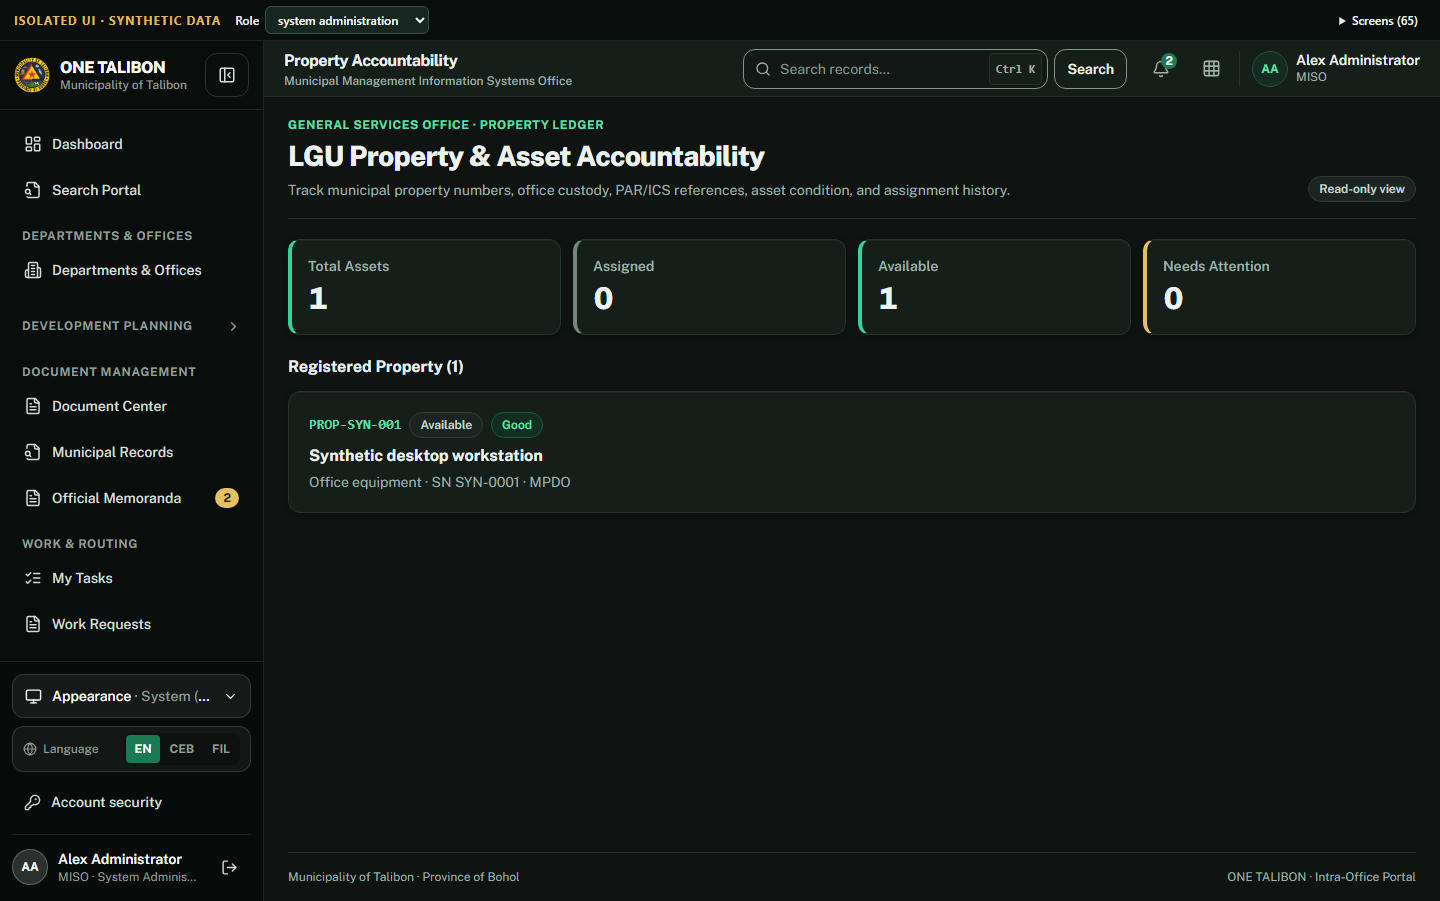 ISOLATED UI · SYNTHETIC DATA Role system administration Screens (65)
ONE TALIBON
Municipality of Talibon
Property Accountability
Municipal Management Information Systems Office
Search records... Ctrl K Search 2 AA Alex Administrator
MISO
Dashboard
Search Portal
DEPARTMENTS & OFFICES
Departments & Offices
DEVELOPMENT PLANNING
DOCUMENT MANAGEMENT
Document Center
Municipal Records
Official Memoranda 2
WORK & ROUTING
My Tasks
Work Requests
Appearance · System (...
Language EN CEB FIL
Account security
AA Alex Administrator
MISO · System Adminis...
GENERAL SERVICES OFFICE · PROPERTY LEDGER
LGU Property & Asset Accountability
Track municipal property numbers, office custody, PAR/ICS references, asset condition, and assignment history.
Read-only view
Total Assets
1
Assigned
0
Available
1
Needs Attention
0
Registered Property (1)
PROP-SYN-001 Available Good
Synthetic desktop workstation
Office equipment · SN SYN-0001 · MPDO
Municipality of Talibon · Province of Bohol
ONE TALIBON · Intra-Office Portal